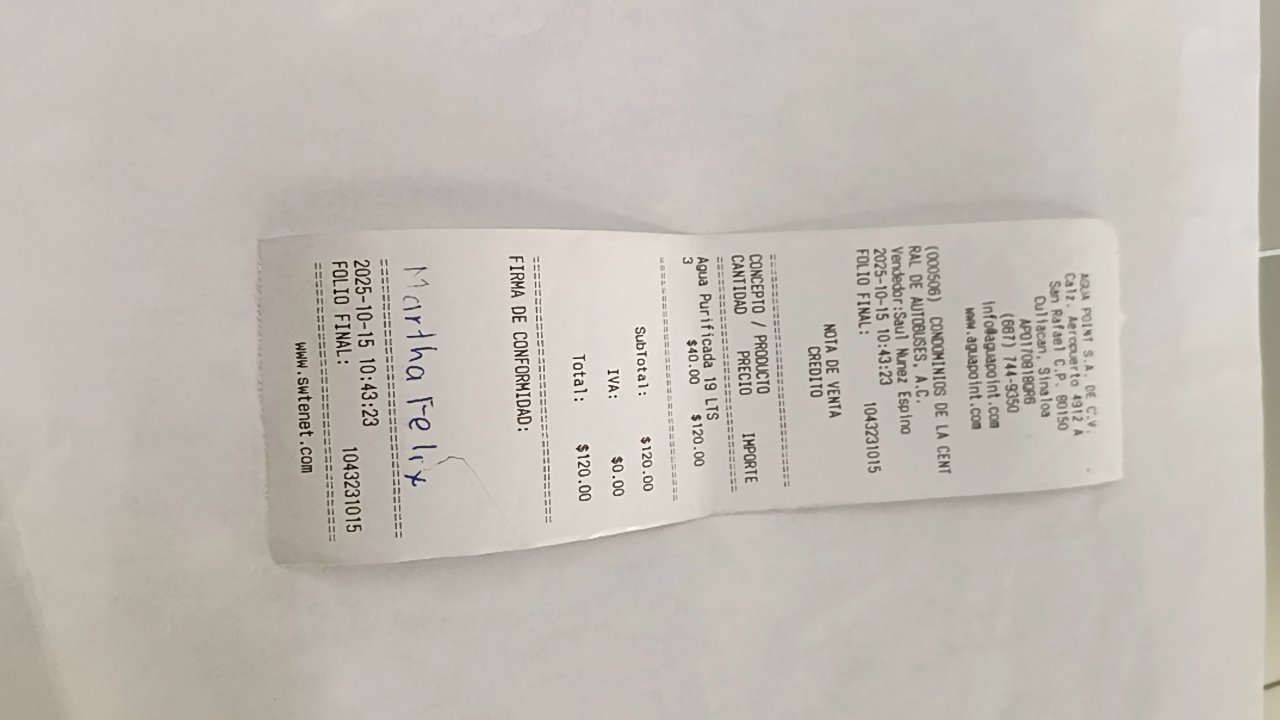 AGUA POINT S.A. DE C.V.
Calz. Aeropuerto 4912 A
San Rafael C.P. 80150
Culiacan, Sinaloa
APO170818QR6
(667) 744-9350
info@aguapoint.com
www.aguapoint.com
(000506) CONDOMINIOS DE LA CENT
RAL DE AUTOBUSES, A.C.
Vendedor:Saul Nunez Espino
2025-10-15 10:43:23
FOLIO FINAL: 1043231015
NOTA DE VENTA
CREDITO
==============================
CONCEPTO / PRODUCTO
CANTIDAD PRECIO IMPORTE
==============================
Agua Purificada 19 LTS
3 $40.00 $120.00
==============================
SubTotal: $120.00
IVA: $0.00
Total: $120.00
==============================
FIRMA DE CONFORMIDAD:
Martha Felix
==============================
2025-10-15 10:43:23
FOLIO FINAL: 1043231015
==============================
www.swtenet.com